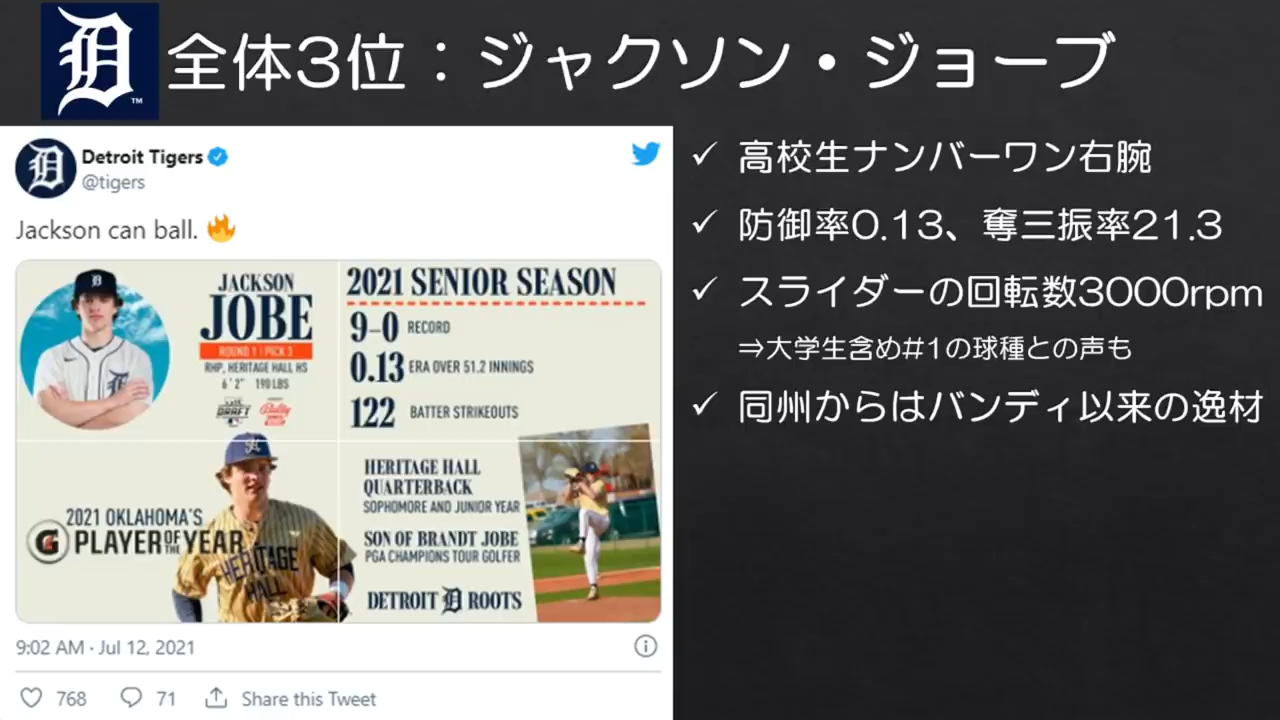 全体3位：ジャクソン・ジョーブ
Detroit Tigers
@tigers
Jackson can ball.
JACKSON
JOBE
ROUND 1 | PICK 3
RHP, HERITAGE HALL HS
6'2" 190 LBS
DRAFT
2021 SENIOR SEASON
9-0 RECORD
0.13 ERA OVER 51.2 INNINGS
122 BATTER STRIKEOUTS
2021 OKLAHOMA'S
PLAYER OF THE YEAR
HERITAGE
HALL
HERITAGE HALL
QUARTERBACK
SOPHOMORE AND JUNIOR YEAR
SON OF BRANDT JOBE
PGA CHAMPIONS TOUR GOLFER
DETROIT D ROOTS
9:02 AM · Jul 12, 2021
768 71 Share this Tweet
✓ 高校生ナンバーワン右腕
✓ 防御率0.13、奪三振率21.3
✓ スライダーの回転数3000rpm
⇒大学生含め#1の球種との声も
✓ 同州からはバンディ以来の逸材